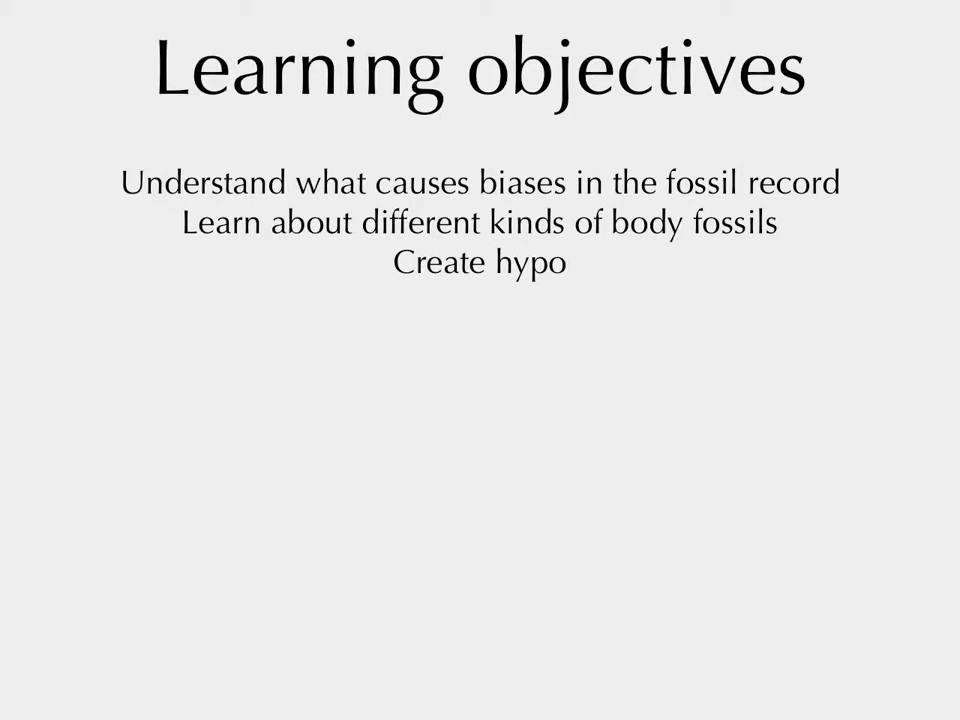 Learning objectives
Understand what causes biases in the fossil record
Learn about different kinds of body fossils
Create hypo